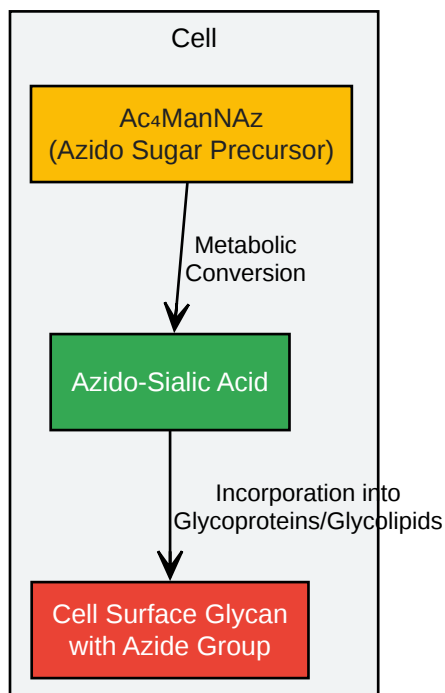 Cell
Ac₄ManNAz
(Azido Sugar Precursor)
Metabolic
Conversion
Azido-Sialic Acid
Incorporation into
Glycoproteins/Glycolipids
Cell Surface Glycan
with Azide Group